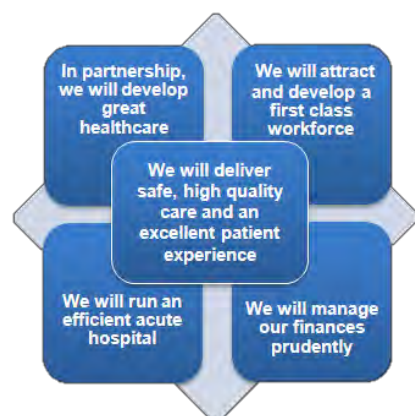 In partnership,
we will develop
great
healthcare
We will attract
and develop a
first class
workforce
We will deliver
safe, high quality
care and an
excellent patient
experience
We will run an
efficient acute
hospital
We will manage
our finances
prudently